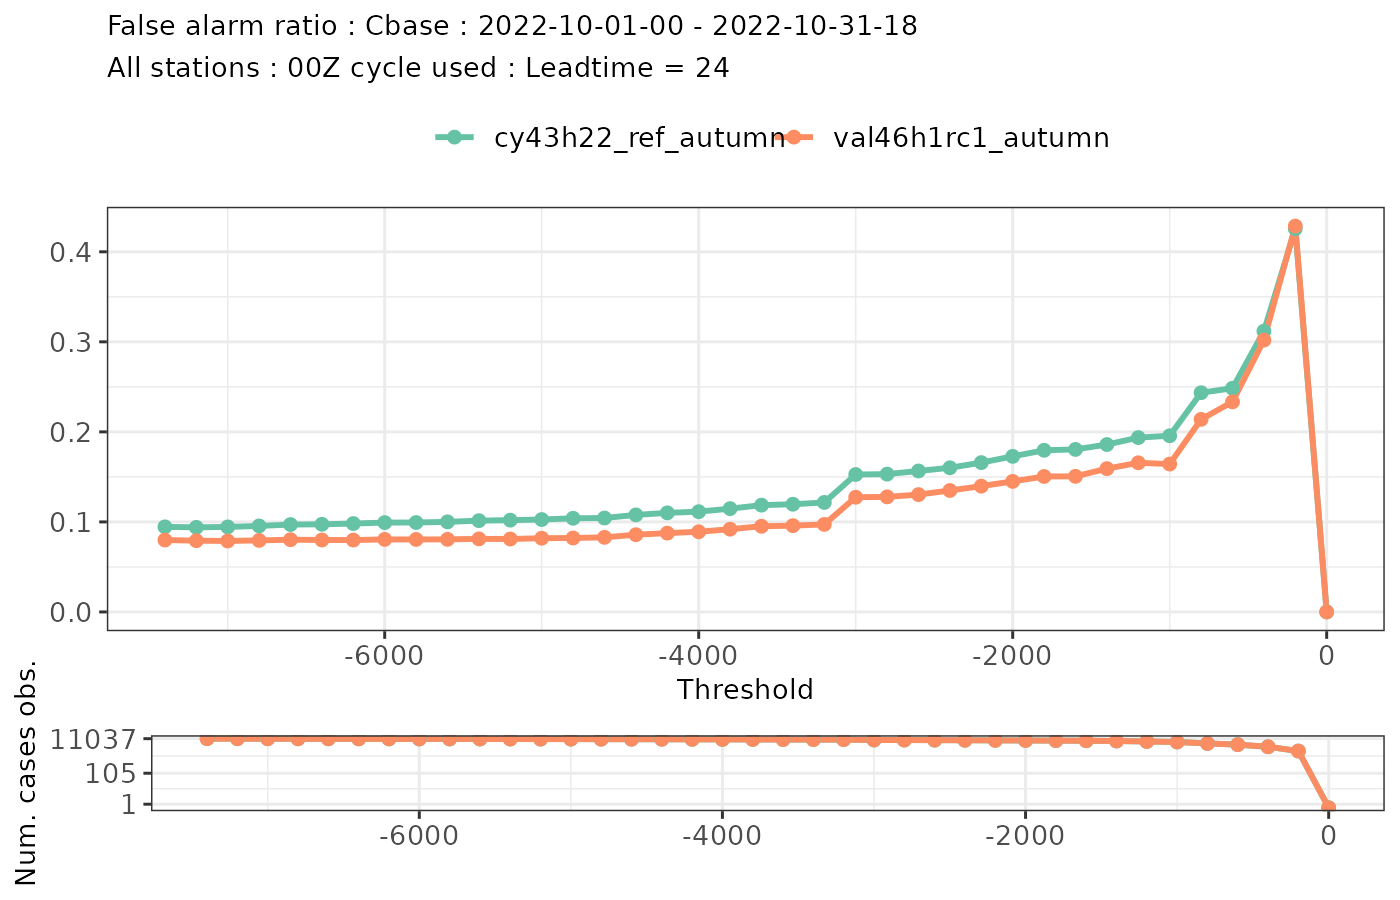 False alarm ratio : Cbase : 2022-10-01-00 - 2022-10-31-18
All stations : 00Z cycle used : Leadtime = 24
cy43h22_ref_autumn val46h1rc1_autumn
0.4
0.3
0.2
0.1
0.0
-6000 -4000 -2000 0
Threshold
Num. cases obs.
11037
105
1
-6000 -4000 -2000 0